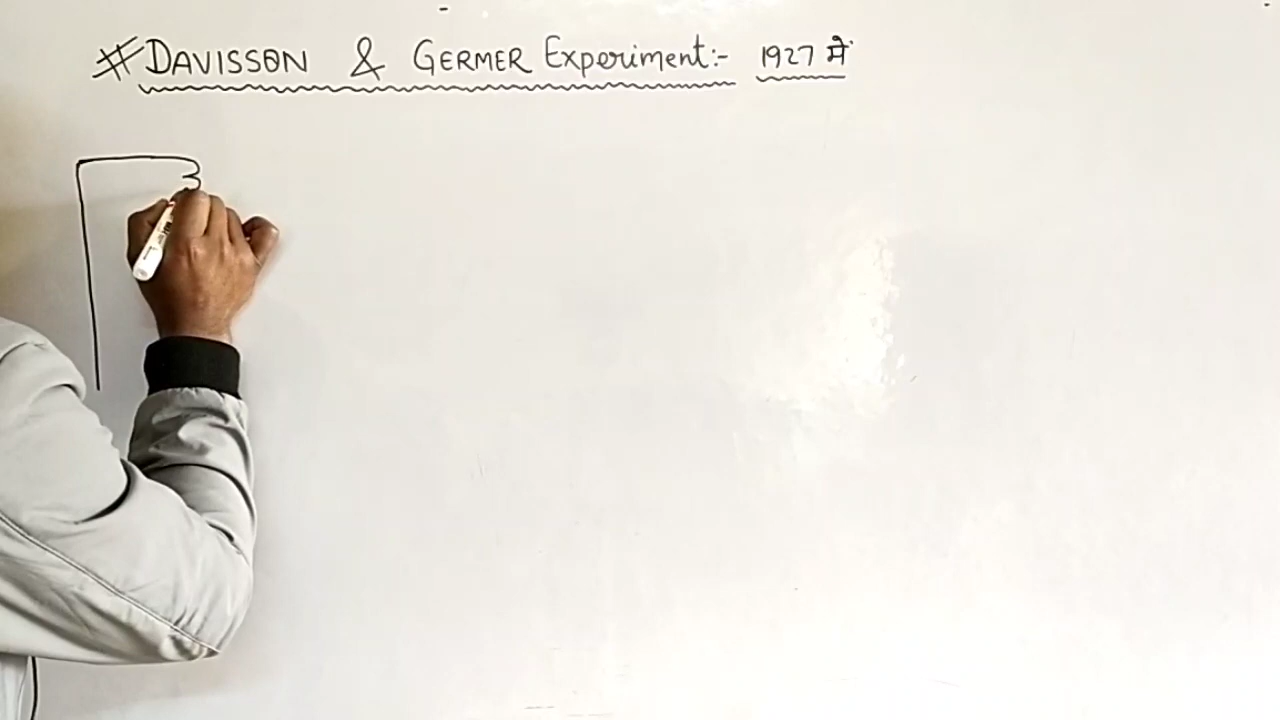 # DAVISSON & GERMER Experiment:- 1927 में